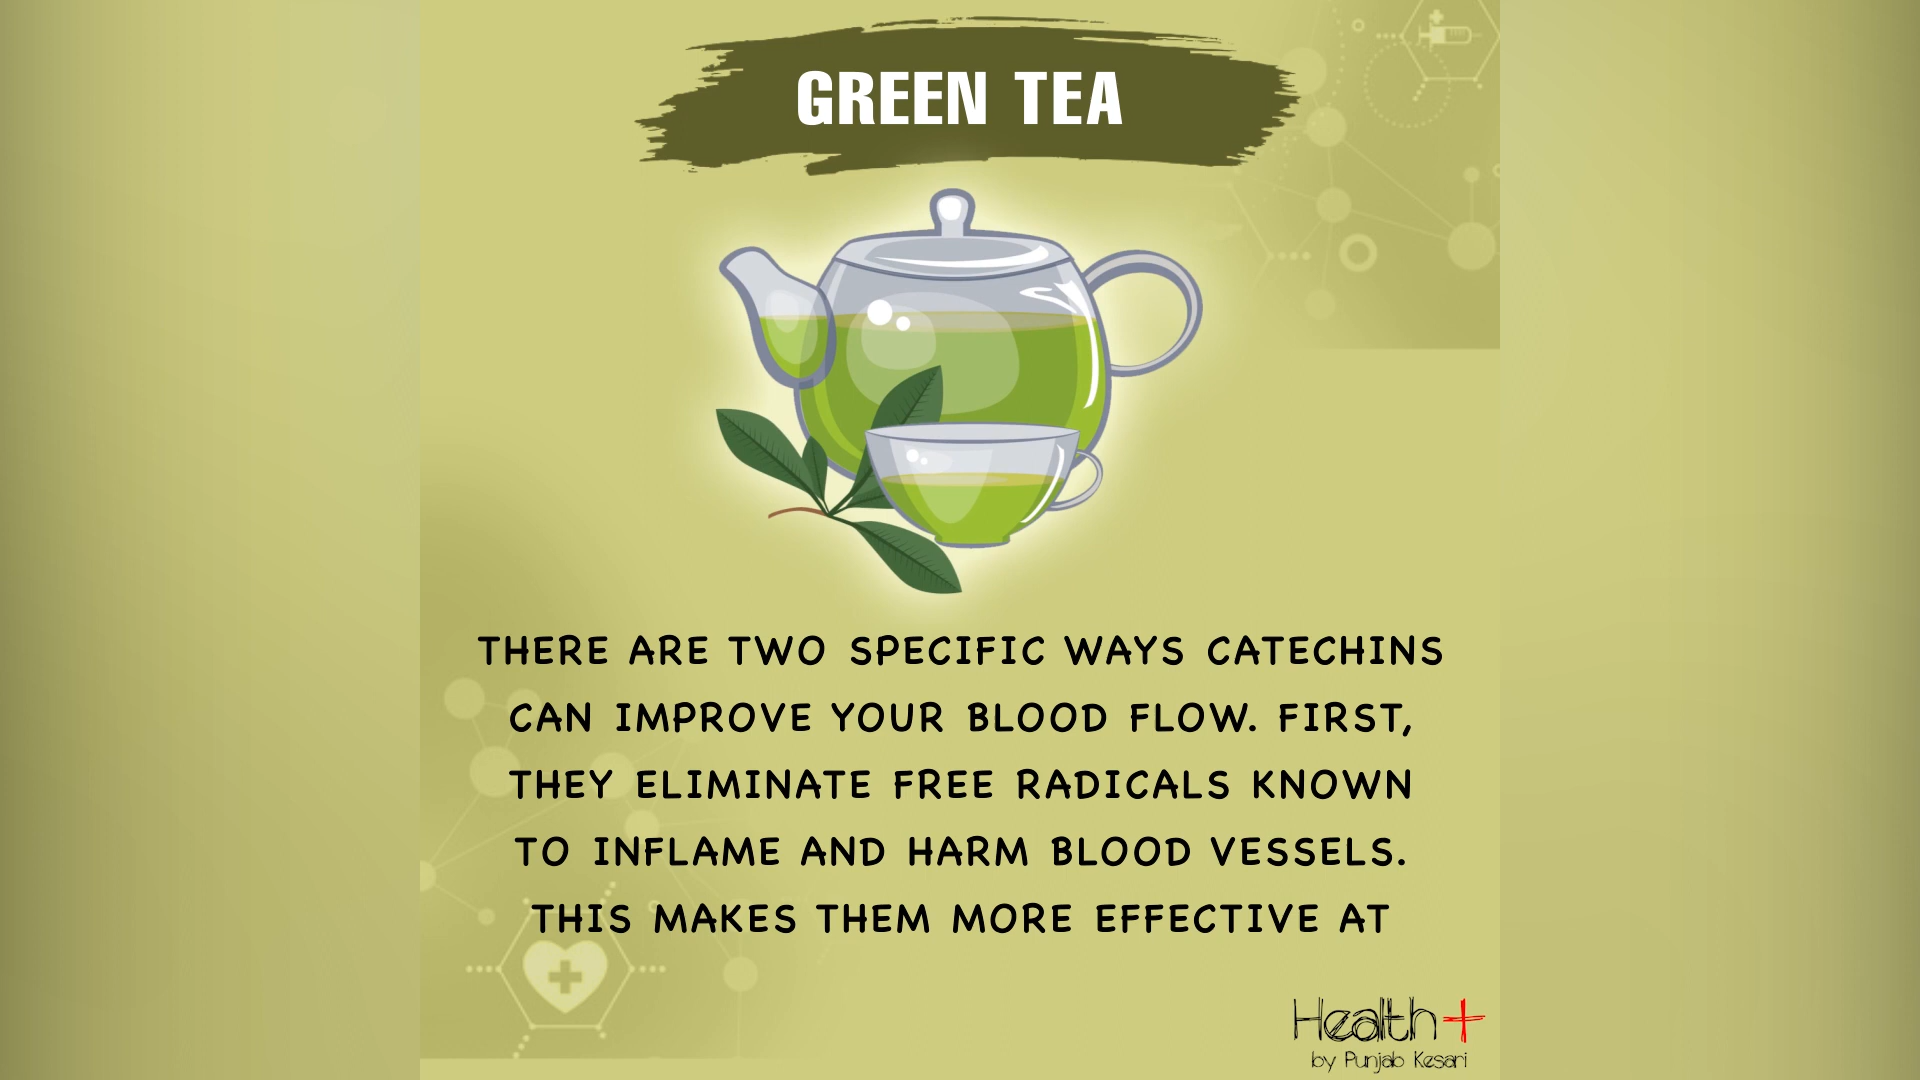 GREEN TEA
THERE ARE TWO SPECIFIC WAYS CATECHINS
CAN IMPROVE YOUR BLOOD FLOW. FIRST,
THEY ELIMINATE FREE RADICALS KNOWN
TO INFLAME AND HARM BLOOD VESSELS.
THIS MAKES THEM MORE EFFECTIVE AT
Health+
by Punjab Kesari